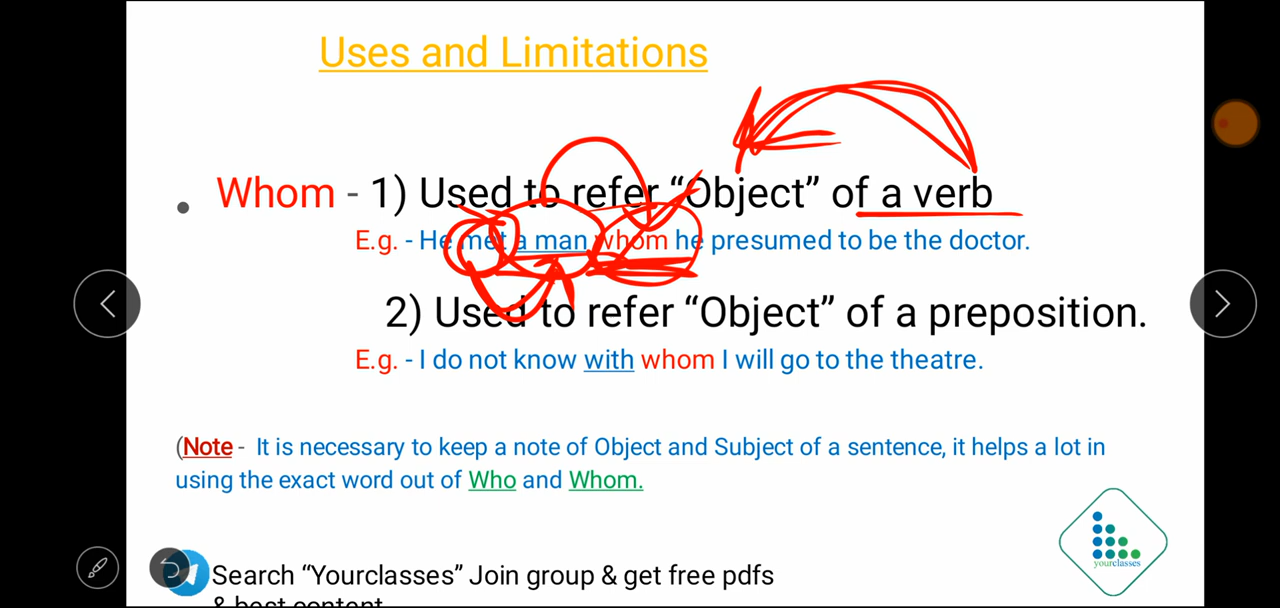 Uses and Limitations
• Whom - 1) Used to refer “Object” of a verb
E.g. - He met a man whom he presumed to be the doctor.
2) Used to refer “Object” of a preposition.
E.g. - I do not know with whom I will go to the theatre.
(Note - It is necessary to keep a note of Object and Subject of a sentence, it helps a lot in
using the exact word out of Who and Whom.
yourclasses
Search “Yourclasses” Join group & get free pdfs
& best content